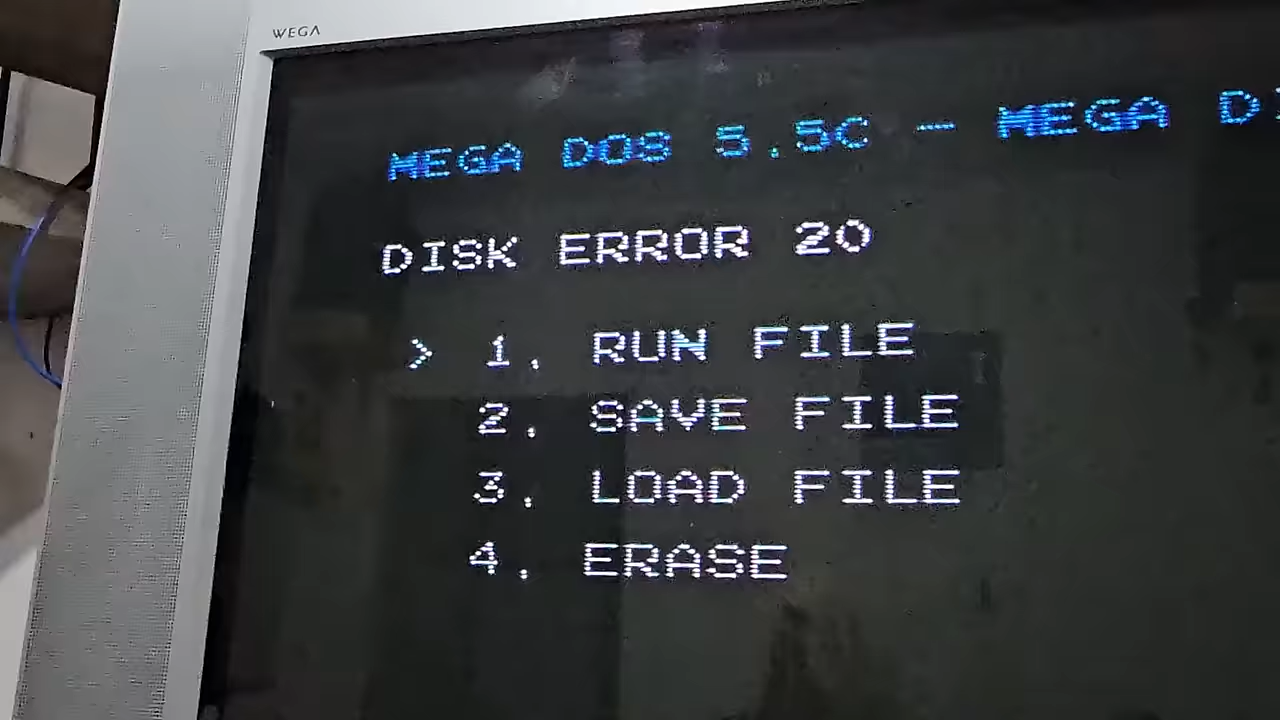 WEGA
MEGA DOS 5.5C - MEGA
DISK ERROR 20
> 1. RUN FILE
2. SAVE FILE
3. LOAD FILE
4. ERASE